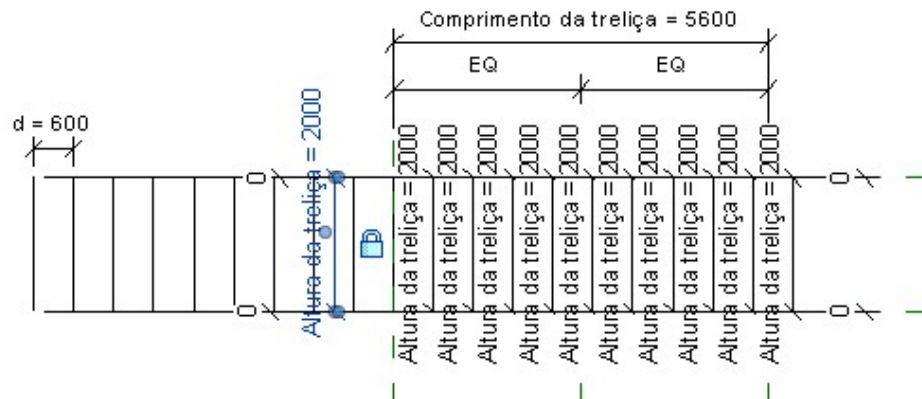 Comprimento da treliça = 5600
EQ
EQ
d = 600
Altura da treliça = 2000
Altura da treliça = 2000
Altura da treliça = 2000
Altura da treliça = 2000
Altura da treliça = 2000
Altura da treliça = 2000
Altura da treliça = 2000
Altura da treliça = 2000
Altura da treliça = 2000
Altura da treliça = 2000
Altura da treliça = 2000
0
0
0
0